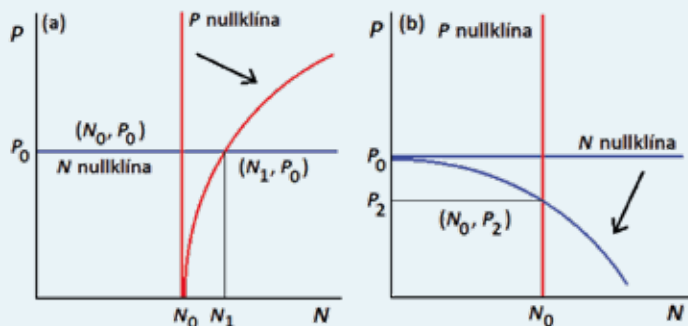 P
(a)
P nullklína
(N₀, P₀)
P₀
N nullklína
(N₁, P₀)
N₀
N₁
N
P
(b)
P nullklína
P₀
N nullklína
P₂
(N₀, P₂)
N₀
N